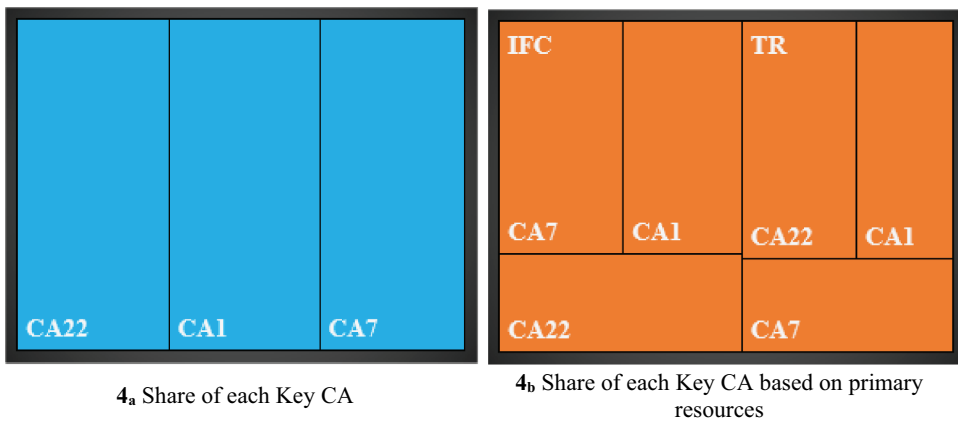 CA22
CA1
CA7
4a Share of each Key CA
IFC
TR
CA7
CA1
CA22
CA1
CA22
CA7
4b Share of each Key CA based on primary
resources